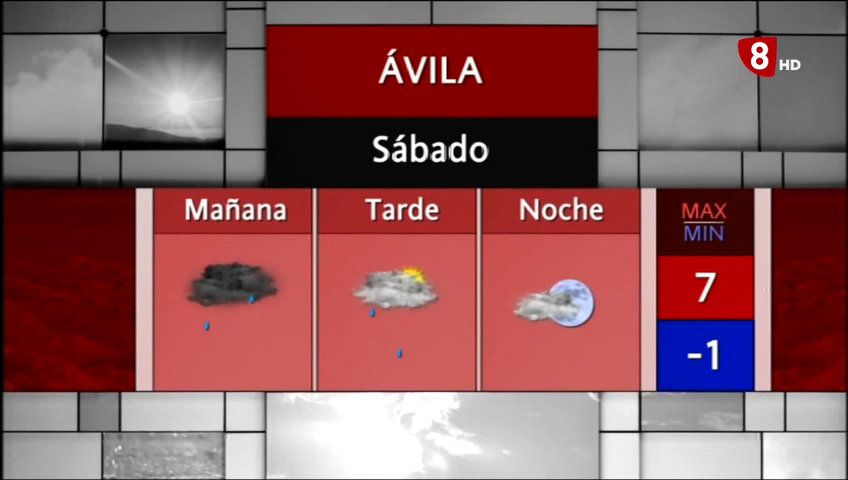 8 HD
ÁVILA
Sábado
Mañana
Tarde
Noche
MAX
MIN
7
-1